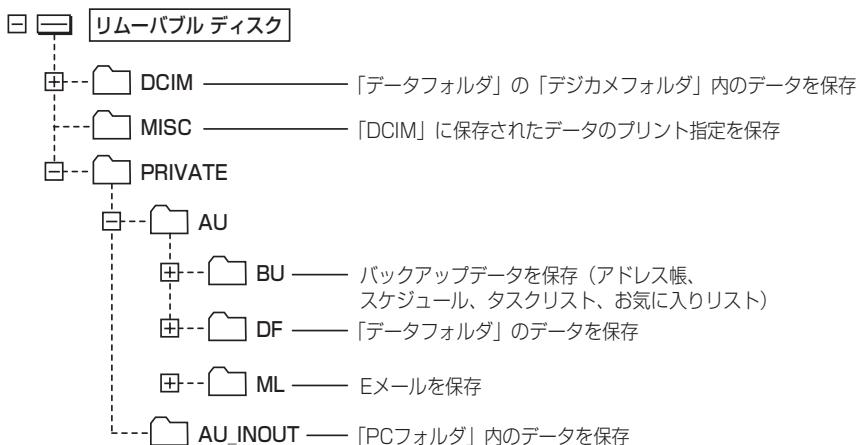 リムーバブル ディスク
DCIM 「データフォルダ」の「デジカメフォルダ」内のデータを保存
MISC 「DCIM」に保存されたデータのプリント指定を保存
PRIVATE
AU
BU バックアップデータを保存（アドレス帳、
スケジュール、タスクリスト、お気に入りリスト）
DF 「データフォルダ」のデータを保存
ML Eメールを保存
AU_INOUT 「PCフォルダ」内のデータを保存